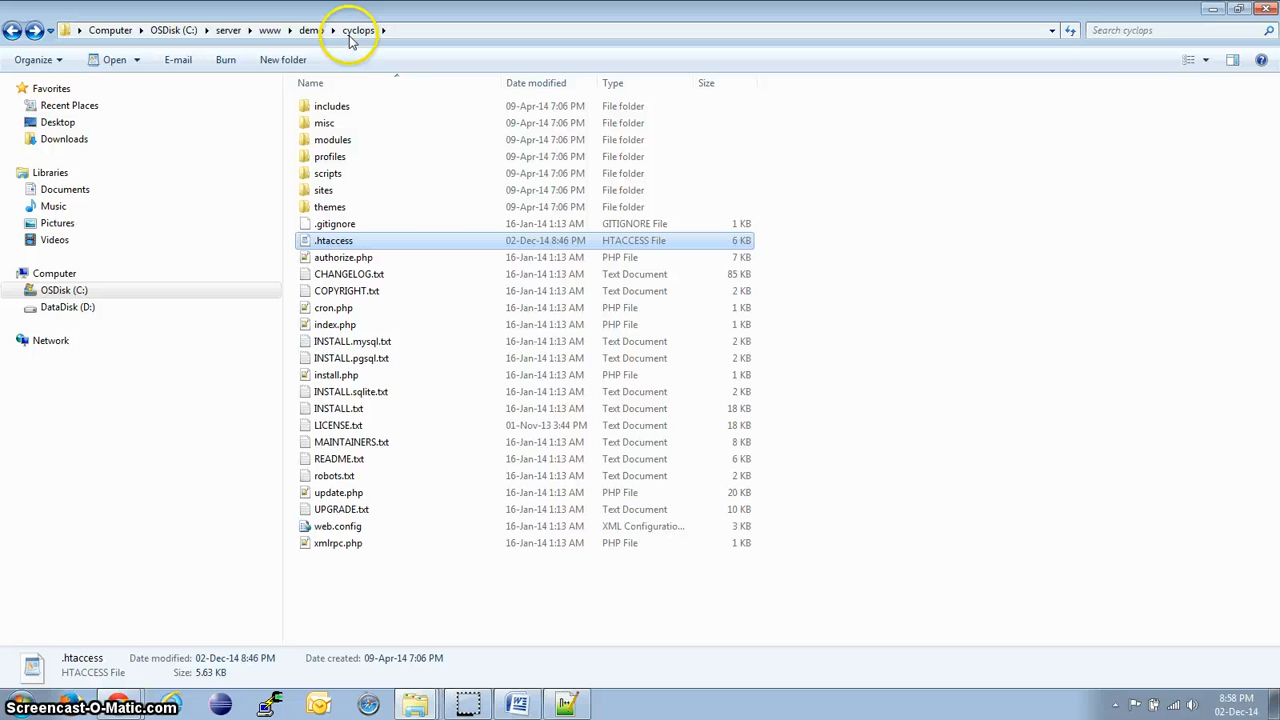 Computer OSDisk (C:) server www demo cyclops Search cyclops
Organize Open E-mail Burn New folder
Favorites
Recent Places
Desktop
Downloads
Libraries
Documents
Music
Pictures
Videos
Computer
OSDisk (C:)
DataDisk (D:)
Network
Name Date modified Type Size
includes 09-Apr-14 7:06 PM File folder
misc 09-Apr-14 7:06 PM File folder
modules 09-Apr-14 7:06 PM File folder
profiles 09-Apr-14 7:06 PM File folder
scripts 09-Apr-14 7:06 PM File folder
sites 09-Apr-14 7:06 PM File folder
themes 09-Apr-14 7:06 PM File folder
.gitignore 16-Jan-14 1:13 AM GITIGNORE File 1 KB
.htaccess 02-Dec-14 8:46 PM HTACCESS File 6 KB
authorize.php 16-Jan-14 1:13 AM PHP File 7 KB
CHANGELOG.txt 16-Jan-14 1:13 AM Text Document 85 KB
COPYRIGHT.txt 16-Jan-14 1:13 AM Text Document 2 KB
cron.php 16-Jan-14 1:13 AM PHP File 1 KB
index.php 16-Jan-14 1:13 AM PHP File 1 KB
INSTALL.mysql.txt 16-Jan-14 1:13 AM Text Document 2 KB
INSTALL.pgsql.txt 16-Jan-14 1:13 AM Text Document 2 KB
install.php 16-Jan-14 1:13 AM PHP File 1 KB
INSTALL.sqlite.txt 16-Jan-14 1:13 AM Text Document 2 KB
INSTALL.txt 16-Jan-14 1:13 AM Text Document 18 KB
LICENSE.txt 01-Nov-13 3:44 PM Text Document 18 KB
MAINTAINERS.txt 16-Jan-14 1:13 AM Text Document 8 KB
README.txt 16-Jan-14 1:13 AM Text Document 6 KB
robots.txt 16-Jan-14 1:13 AM Text Document 2 KB
update.php 16-Jan-14 1:13 AM PHP File 20 KB
UPGRADE.txt 16-Jan-14 1:13 AM Text Document 10 KB
web.config 16-Jan-14 1:13 AM XML Configuratio... 3 KB
xmlrpc.php 16-Jan-14 1:13 AM PHP File 1 KB
.htaccess Date modified: 02-Dec-14 8:46 PM Date created: 09-Apr-14 7:06 PM
HTACCESS File Size: 5.63 KB
8:58 PM
02-Dec-14
Screencast-O-Matic.com